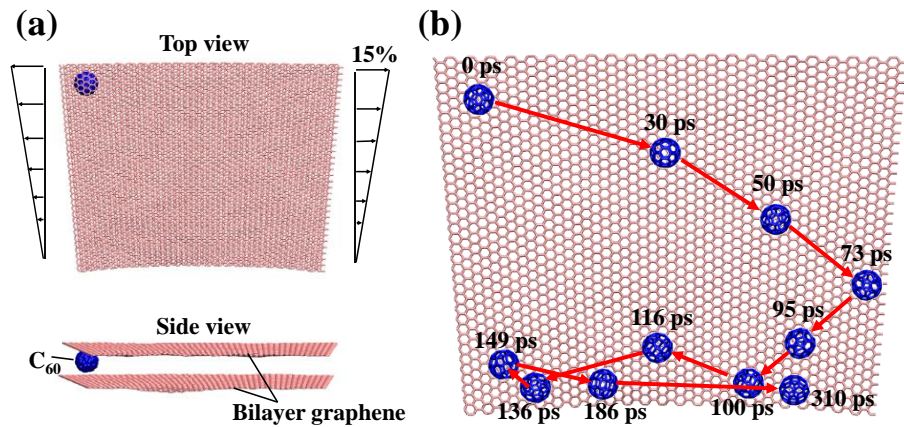 (a)
Top view
15%
Side view
C60
Bilayer graphene
(b)
0 ps
30 ps
50 ps
73 ps
95 ps
116 ps
149 ps
136 ps
186 ps
100 ps
310 ps